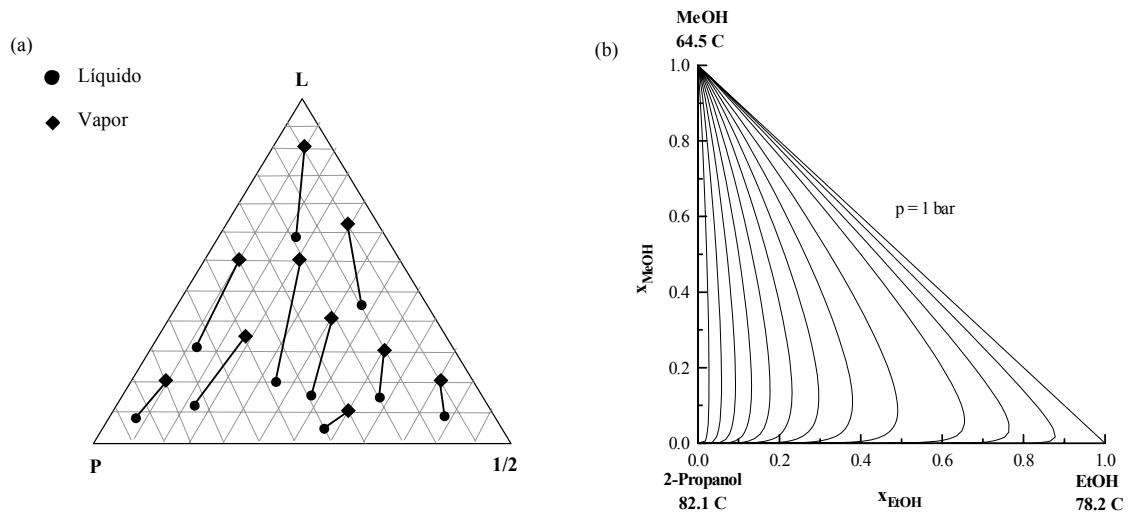 (a)
Líquido
Vapor
L
P
1/2
(b)
MeOH
64.5 C
1.0
0.8
0.6
0.4
0.2
0.0
x_MeOH
p = 1 bar
0.0
0.2
0.4
0.6
0.8
1.0
2-Propanol
82.1 C
x_EtOH
EtOH
78.2 C